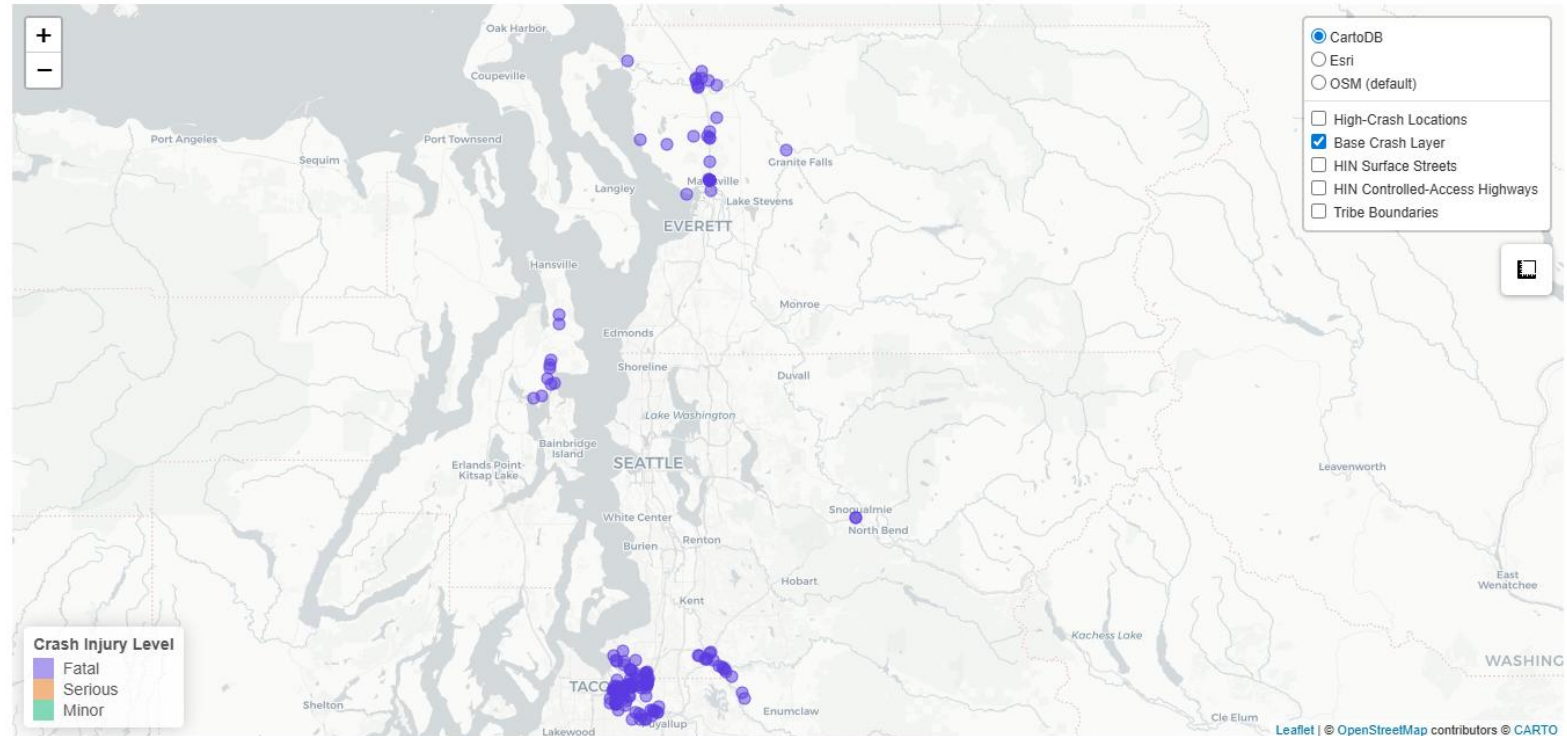 +
−
CartoDB
Esri
OSM (default)
High-Crash Locations
Base Crash Layer
HIN Surface Streets
HIN Controlled-Access Highways
Tribe Boundaries
Oak Harbor
Coupeville
Port Angeles
Port Townsend
Sequim
Granite Falls
Langley
Lake Stevens
EVERETT
Hansville
Monroe
Edmonds
Shoreline
Duvall
Lake Washington
Bainbridge
Island
SEATTLE
Erlands Point-
Kitsap Lake
Leavenworth
White Center
Snoqualmie
North Bend
Burien
Renton
Hobart
East
Wenatchee
Kent
Kachess Lake
WASHING
Shelton
Enumclaw
Cle Elum
Lakewood
Crash Injury Level
Fatal
Serious
Minor
Leaflet | © OpenStreetMap contributors © CARTO